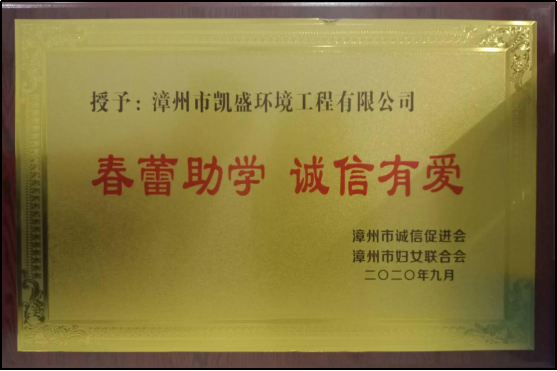 授予：漳州市凯盛环境工程有限公司
春蕾助学 诚信有爱
漳州市诚信促进会
漳州市妇女联合会
二〇二〇年九月